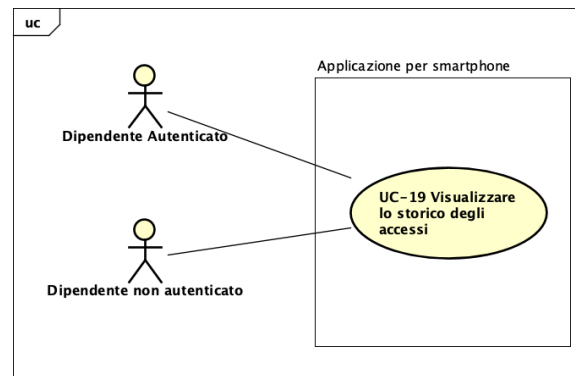 uc
Applicazione per smartphone
Dipendente Autenticato
UC-19 Visualizzare
lo storico degli
accessi
Dipendente non autenticato